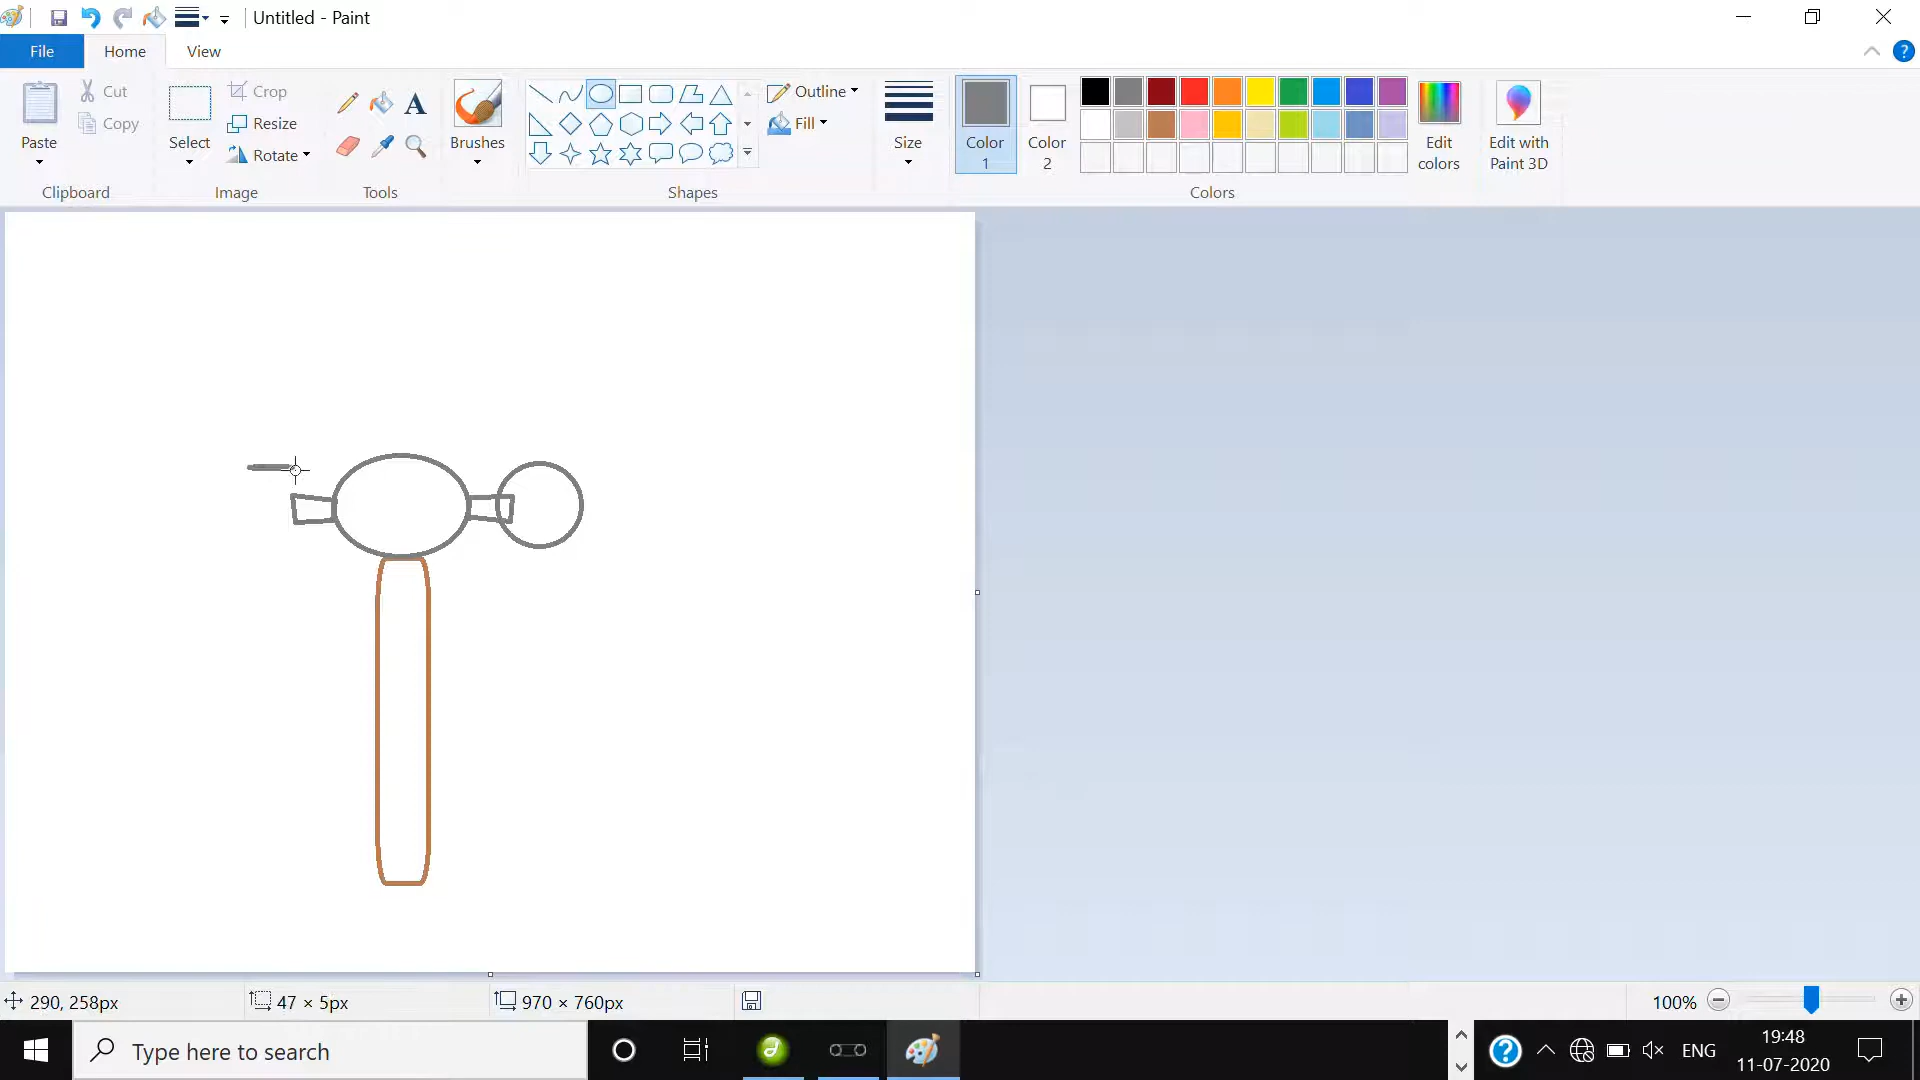 Untitled - Paint
File
Home
View
Paste
Cut
Copy
Clipboard
Select
Crop
Resize
Rotate
Image
A
Tools
Brushes
Outline
Fill
Shapes
Size
Color 1
Color 2
Edit colors
Colors
Edit with Paint 3D
290, 258px
47 × 5px
970 × 760px
100%
Type here to search
ENG
19:48
11-07-2020